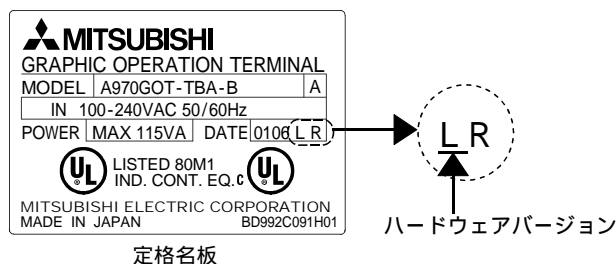 MITSUBISHI
GRAPHIC OPERATION TERMINAL
MODEL A970GOT-TBA-B A
IN 100-240VAC 50/60Hz
POWER MAX 115VA DATE 0106 L R
L R
UL LISTED 80M1 IND. CONT. EQ. C UL
MITSUBISHI ELECTRIC CORPORATION
MADE IN JAPAN BD992C091H01
ハードウェアバージョン
定格名板